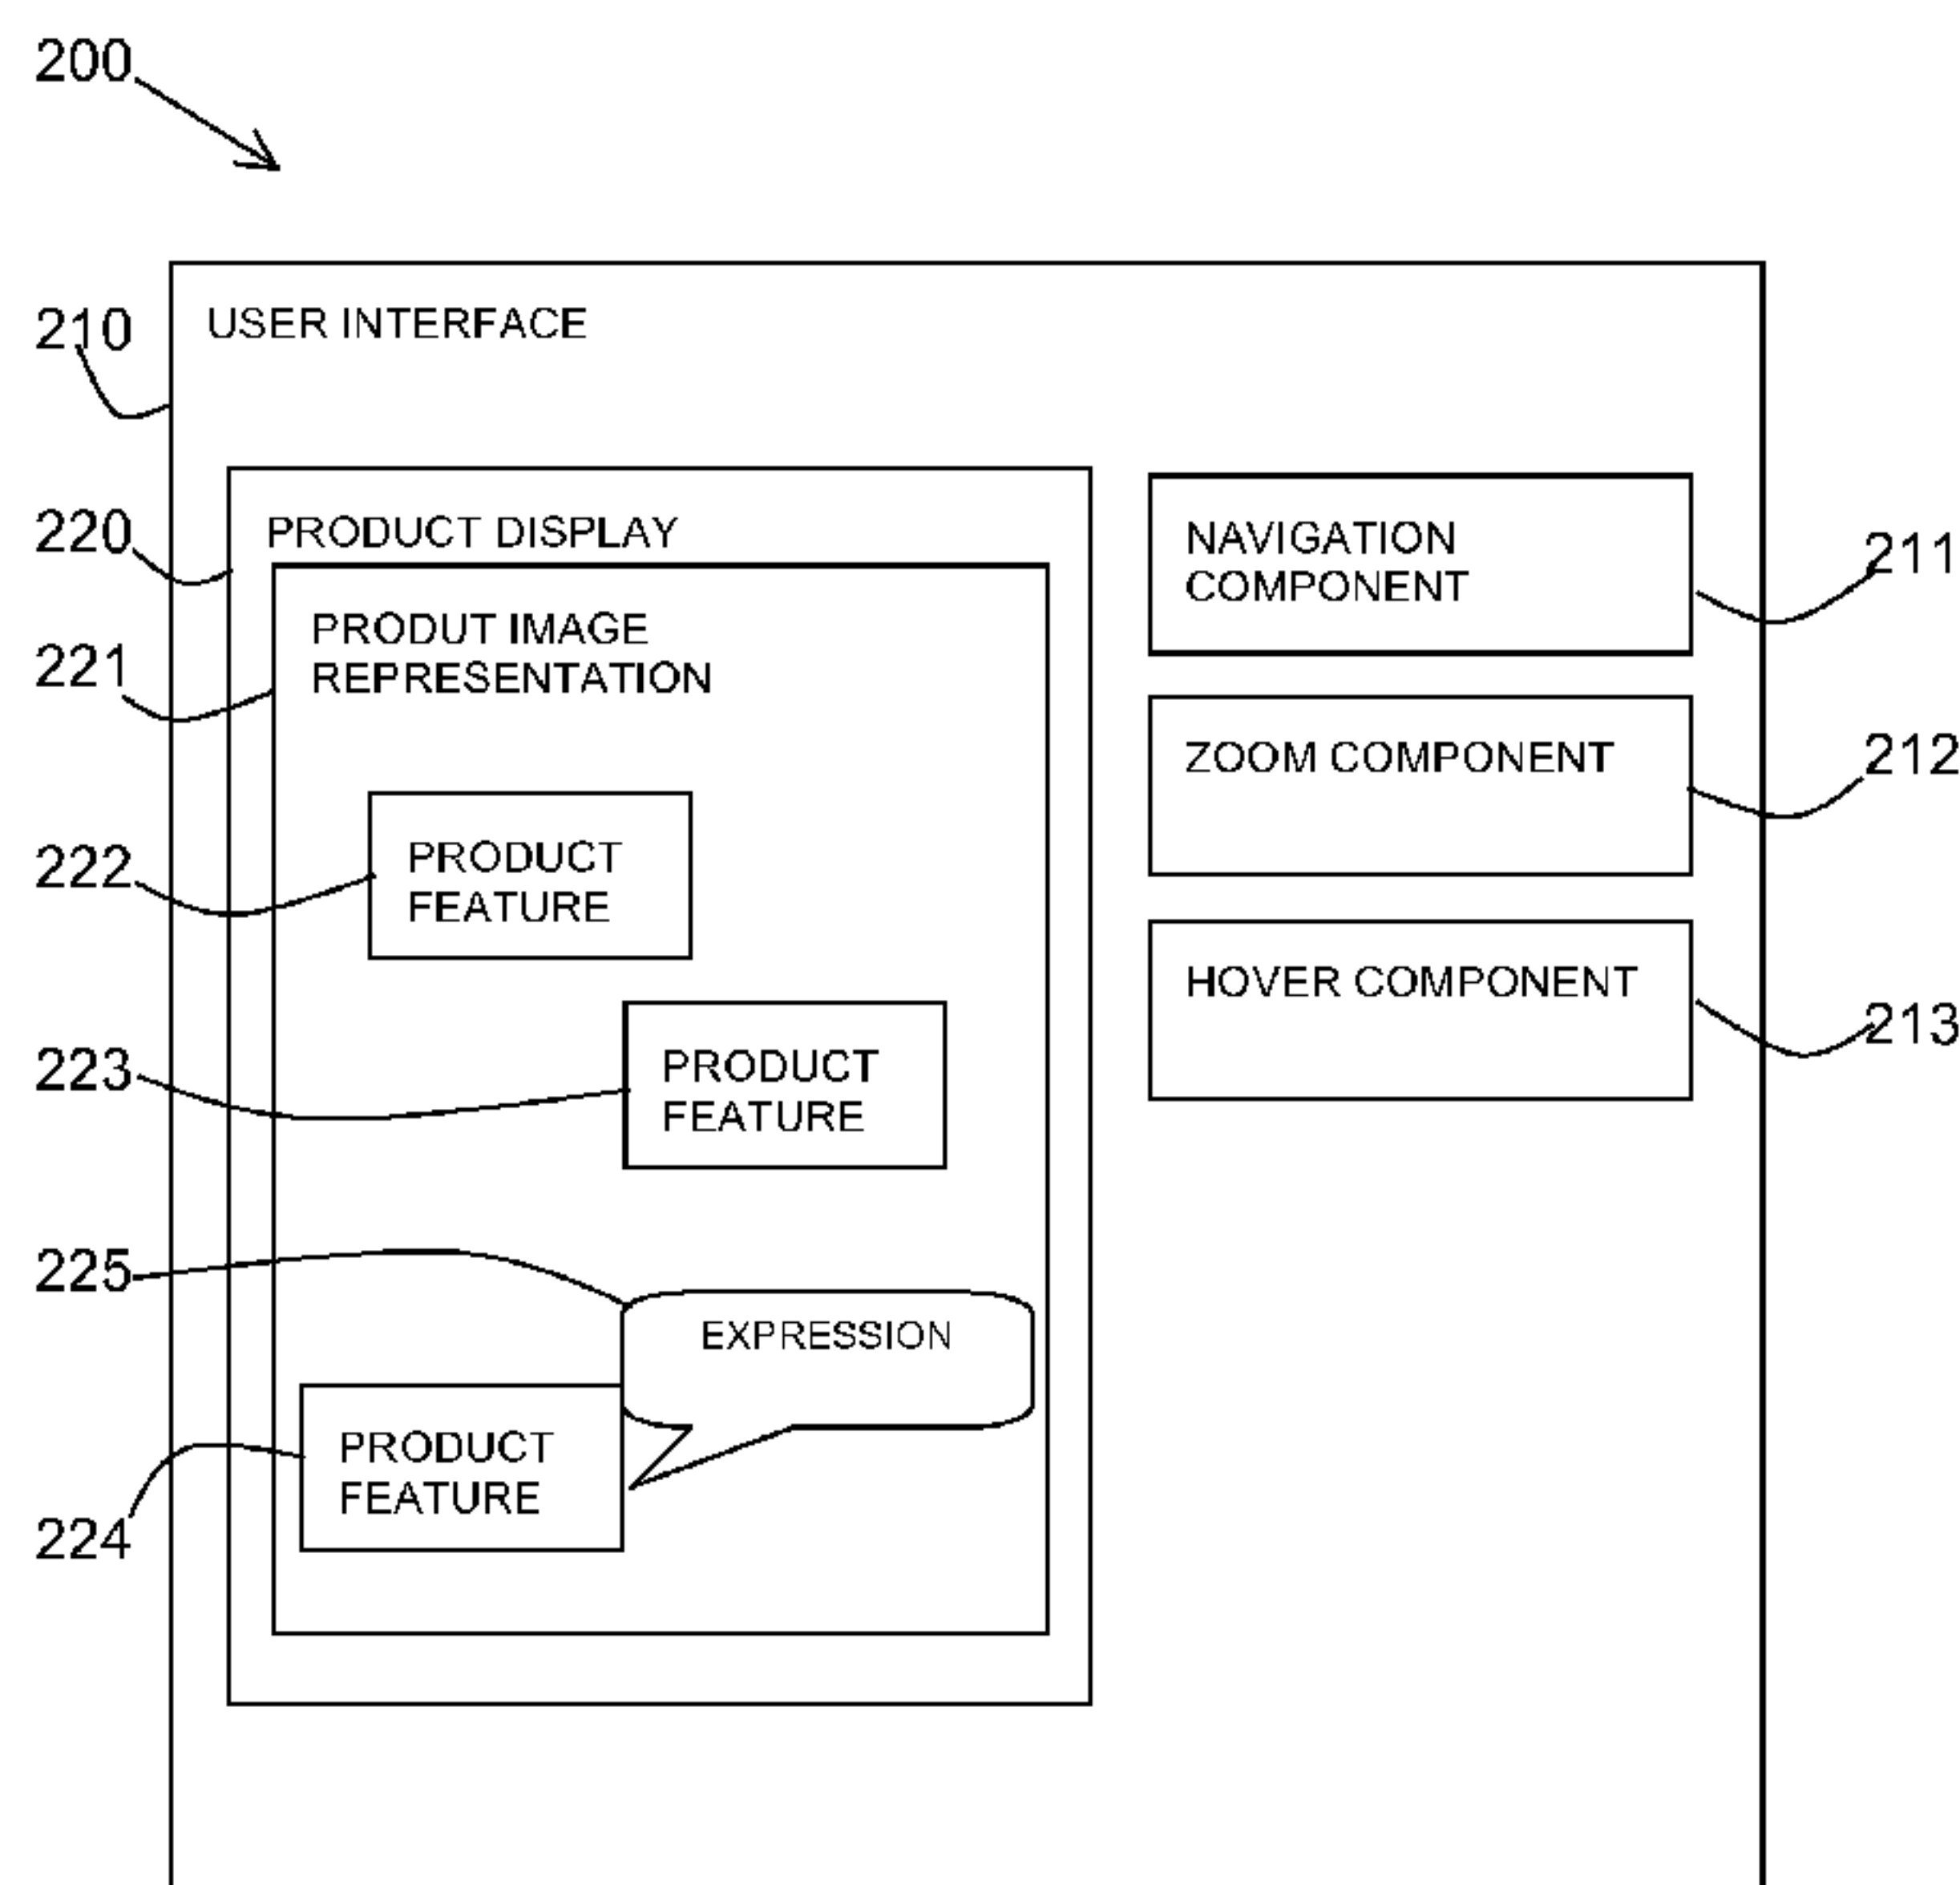 200
210
USER INTERFACE
220
PRODUCT DISPLAY
NAVIGATION
COMPONENT
211
221
PRODUT IMAGE
REPRESENTATION
ZOOM COMPONENT
212
222
PRODUCT
FEATURE
HOVER COMPONENT
213
223
PRODUCT
FEATURE
225
EXPRESSION
PRODUCT
FEATURE
224